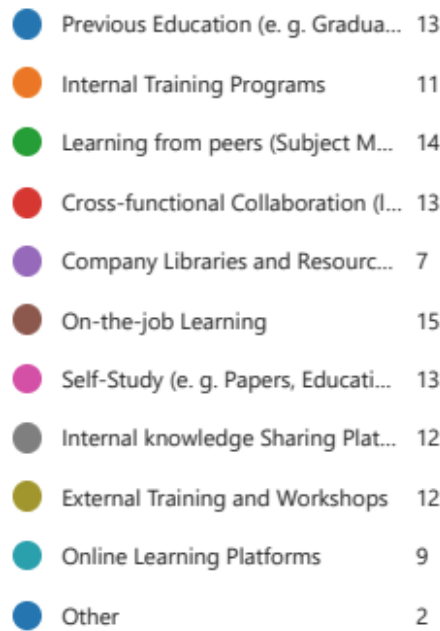 Previous Education (e. g. Gradua... 13
Internal Training Programs 11
Learning from peers (Subject M... 14
Cross-functional Collaboration (I... 13
Company Libraries and Resourc... 7
On-the-job Learning 15
Self-Study (e. g. Papers, Educati... 13
Internal knowledge Sharing Plat... 12
External Training and Workshops 12
Online Learning Platforms 9
Other 2